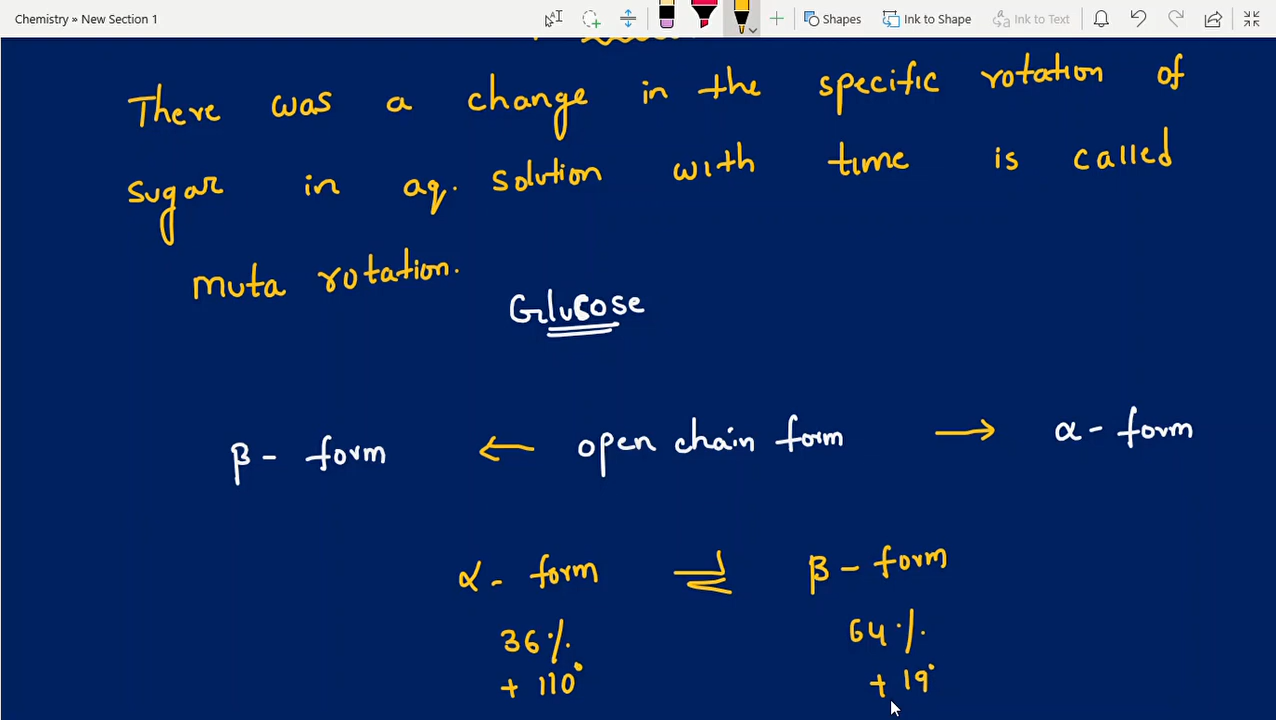 Chemistry » New Section 1
Shapes Ink to Shape Ink to Text
There was a change in the specific rotation of
sugar in aq. solution with time is called
muta rotation.
Glucose
β - form ← open chain form → α - form
α - form ⇌ β - form
36% 64%
+ 110° + 19°